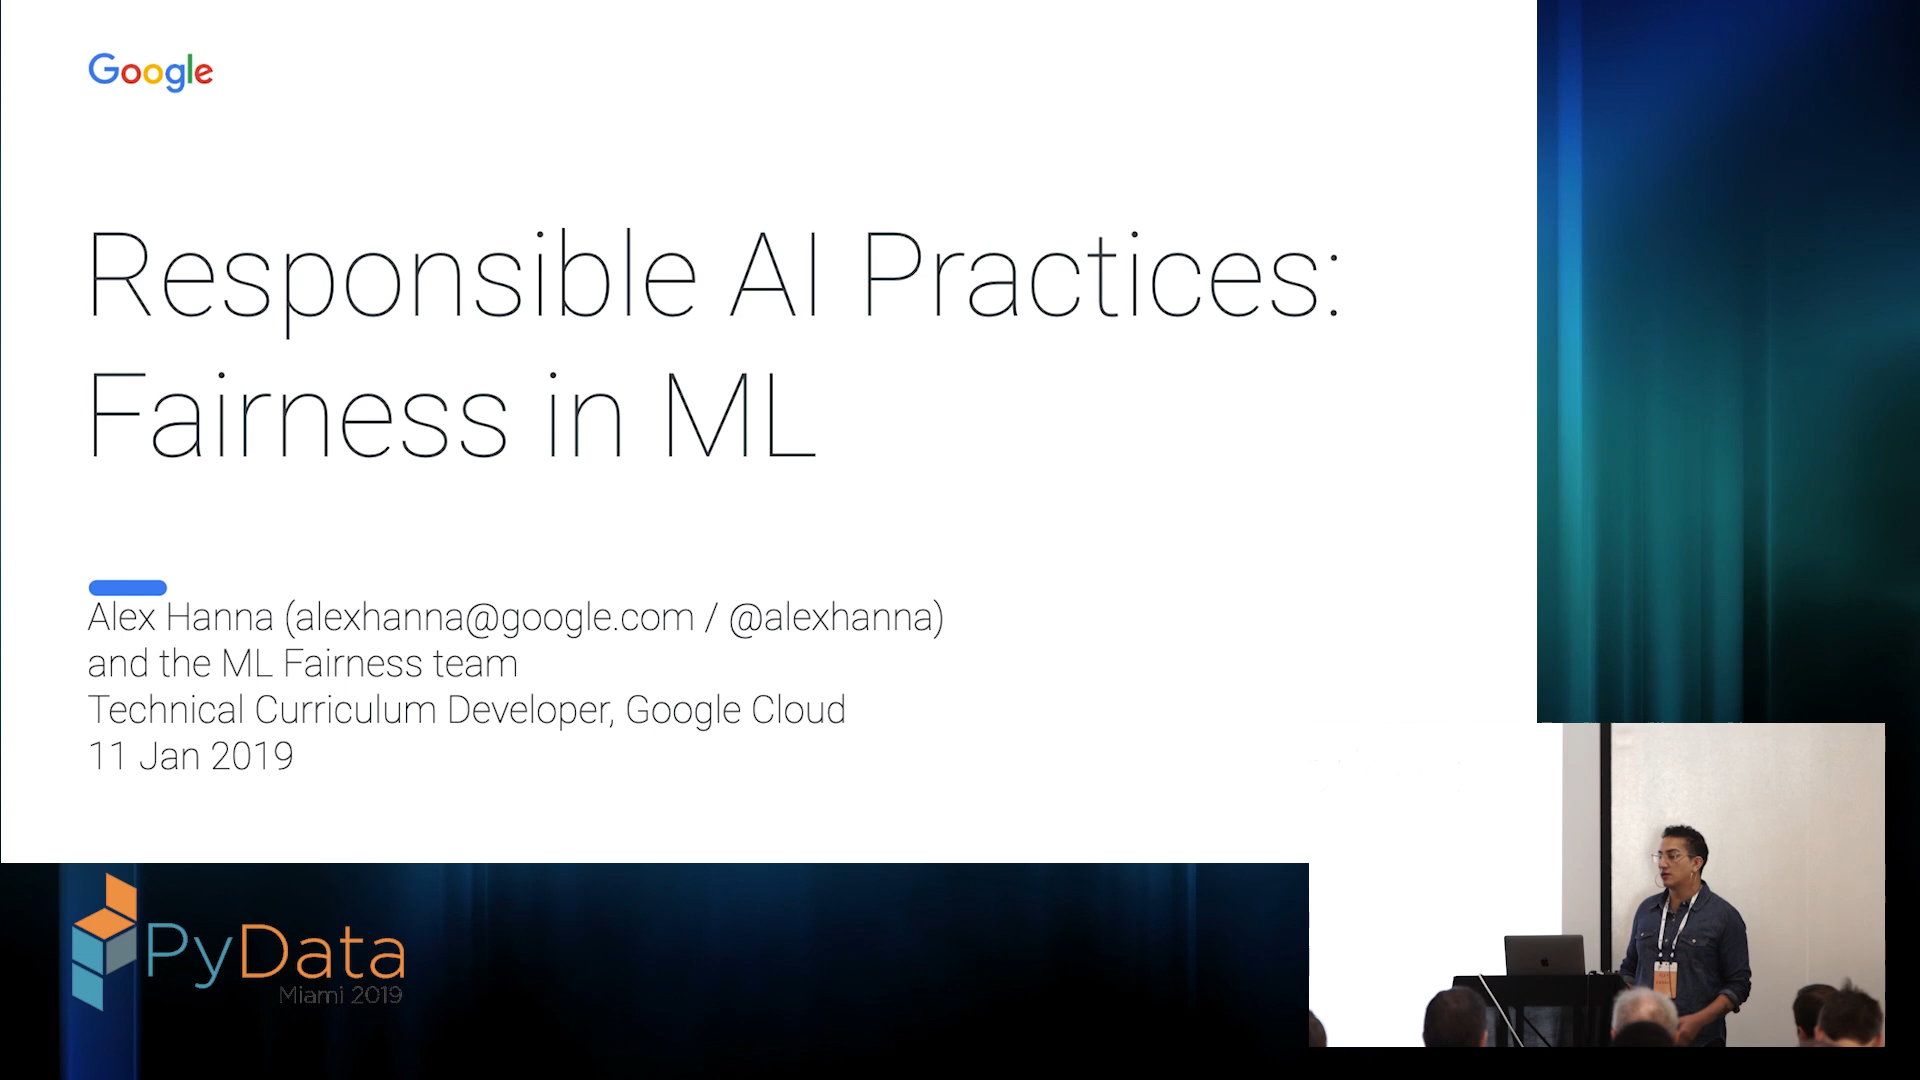 Google
Responsible AI Practices:
Fairness in ML
Alex Hanna (alexhanna@google.com / @alexhanna)
and the ML Fairness team
Technical Curriculum Developer, Google Cloud
11 Jan 2019
PyData
Miami 2019